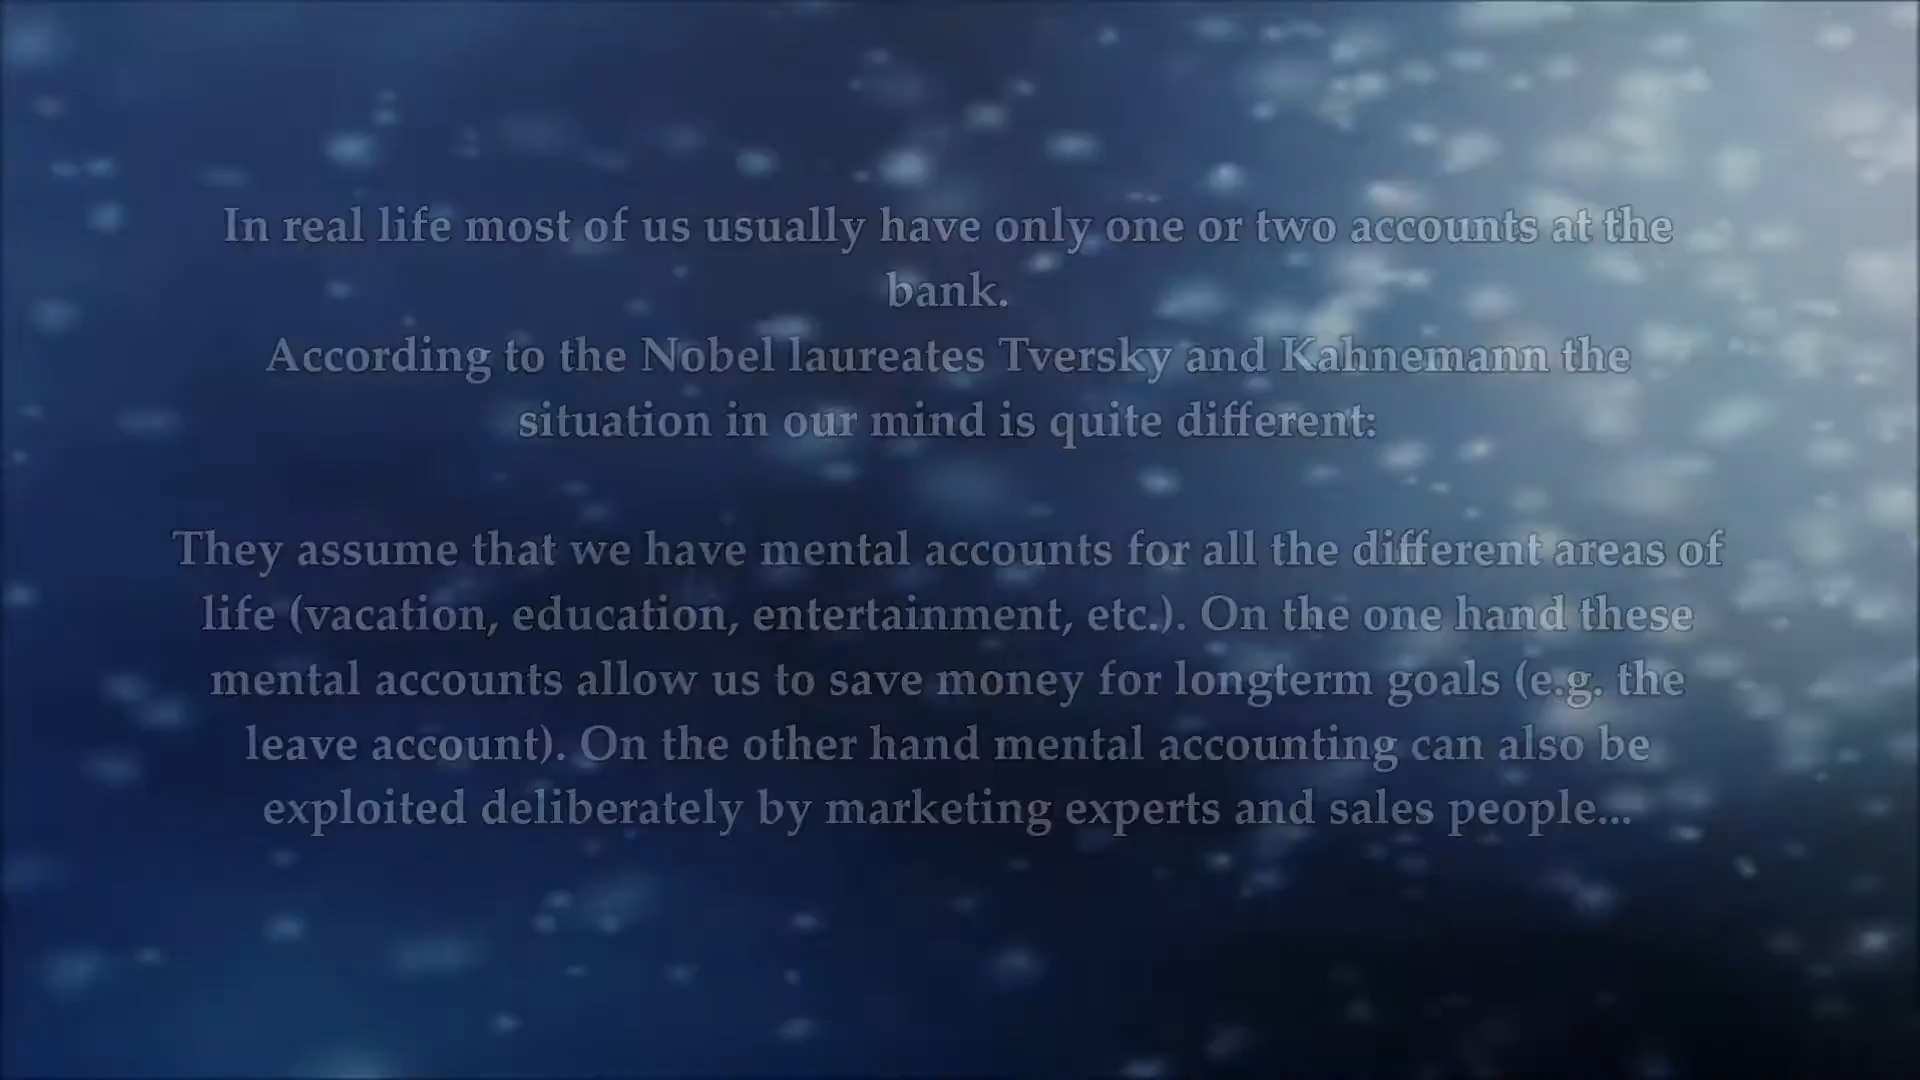 In real life most of us usually have only one or two accounts at the
bank.
According to the Nobel laureates Tversky and Kahnemann the
situation in our mind is quite different:
They assume that we have mental accounts for all the different areas of
life (vacation, education, entertainment, etc.). On the one hand these
mental accounts allow us to save money for longterm goals (e.g. the
leave account). On the other hand mental accounting can also be
exploited deliberately by marketing experts and sales people...